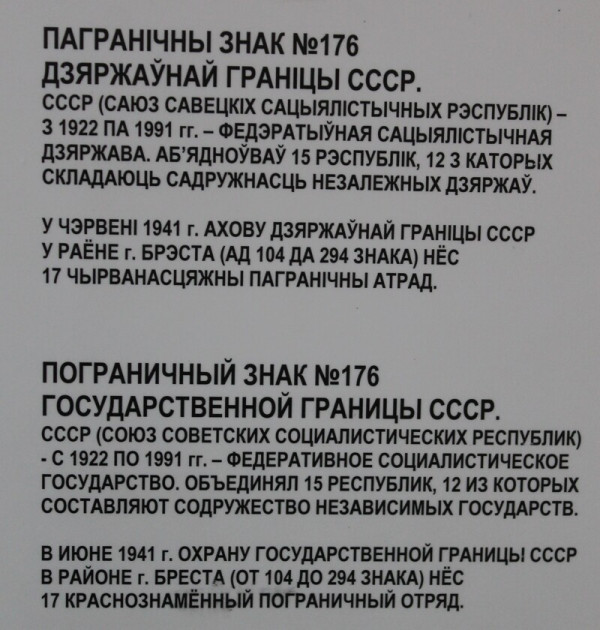 ПАГРАНІЧНЫ ЗНАК №176
ДЗЯРЖАЎНАЙ ГРАНІЦЫ СССР.
СССР (САЮЗ САВЕЦКІХ САЦЫЯЛІСТЫЧНЫХ РЭСПУБЛІК) –
З 1922 ПА 1991 гг. – ФЕДЭРАТЫЎНАЯ САЦЫЯЛІСТЫЧНАЯ
ДЗЯРЖАВА. АБ'ЯДНОЎВАЎ 15 РЭСПУБЛІК, 12 З КАТОРЫХ
СКЛАДАЮЦЬ САДРУЖНАСЦЬ НЕЗАЛЕЖНЫХ ДЗЯРЖАЎ.
У ЧЭРВЕНІ 1941 г. АХОВУ ДЗЯРЖАЎНАЙ ГРАНІЦЫ СССР
У РАЁНЕ г. БРЭСТА (АД 104 ДА 294 ЗНАКА) НЁС
17 ЧЫРВАНАСЦЯЖНЫ ПАГРАНІЧНЫ АТРАД.
ПОГРАНИЧНЫЙ ЗНАК №176
ГОСУДАРСТВЕННОЙ ГРАНИЦЫ СССР.
СССР (СОЮЗ СОВЕТСКИХ СОЦИАЛИСТИЧЕСКИХ РЕСПУБЛИК)
- С 1922 ПО 1991 гг. – ФЕДЕРАТИВНОЕ СОЦИАЛИСТИЧЕСКОЕ
ГОСУДАРСТВО. ОБЪЕДИНЯЛ 15 РЕСПУБЛИК, 12 ИЗ КОТОРЫХ
СОСТАВЛЯЮТ СОДРУЖЕСТВО НЕЗАВИСИМЫХ ГОСУДАРСТВ.
В ИЮНЕ 1941 г. ОХРАНУ ГОСУДАРСТВЕННОЙ ГРАНИЦЫ СССР
В РАЙОНЕ г. БРЕСТА (ОТ 104 ДО 294 ЗНАКА) НЁС
17 КРАСНОЗНАМЁННЫЙ ПОГРАНИЧНЫЙ ОТРЯД.